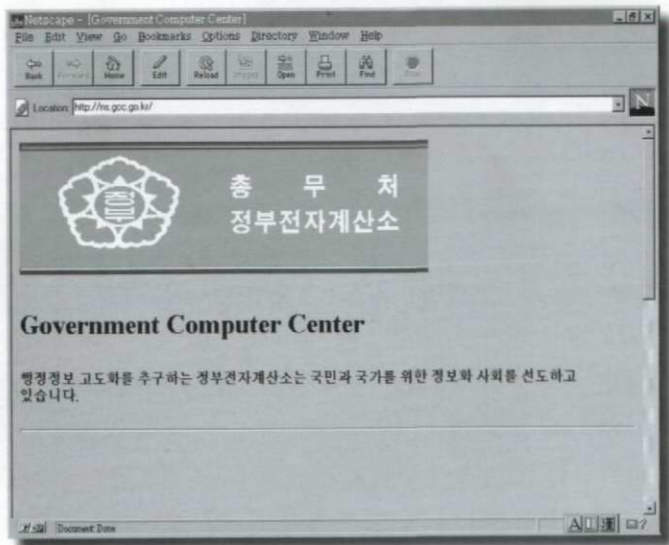 Netscape - [Government Computer Center]
File Edit View Go Bookmarks Options Directory Window Help
Back Forward Home Edit Reload Images Open Print Find Stop
Location: http://ns.gcc.go.kr/
N
정부
총 무 처
정부전자계산소
Government Computer Center
행정정보 고도화를 추구하는 정부전자계산소는 국민과 국가를 위한 정보화 사회를 선도하고
있습니다.
Document: Done
A 漢